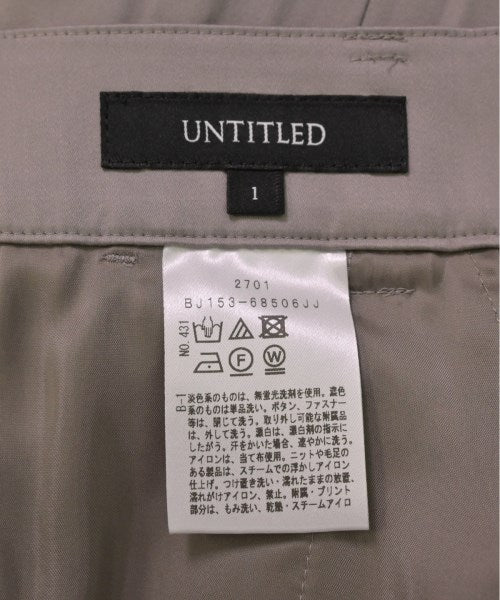 UNTITLED
1
2701
BJ153-68506JJ
NO.431
F
W
B-1
淡色系のものは、無蛍光洗剤を使用。遮色
系のものは単品洗い。ボタン、ファスナー
等は、閉じて洗う。取り外し可能な附属品
は、外して洗う。漂白は、漂白剤の指示に
したがう。汗をかいた場合、速やかに洗う。
アイロンは、当て布使用。ニットや毛足の
ある製品は、スチームでの浮かしアイロン
仕上げ。つけ置き洗い・濡れたままの放置、
濡れがけアイロン、禁止。附属・プリント
部分は、もみ洗い、乾燥・スチームアイロ